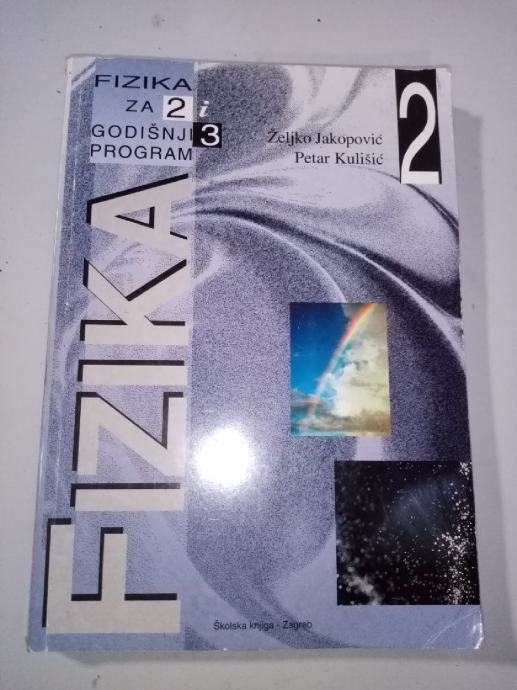 FIZIKA
ZA 2 i
GODIŠNJI 3
PROGRAM
Željko Jakopović
Petar Kulišić
2
FIZIKA
Školska knjiga - Zagreb